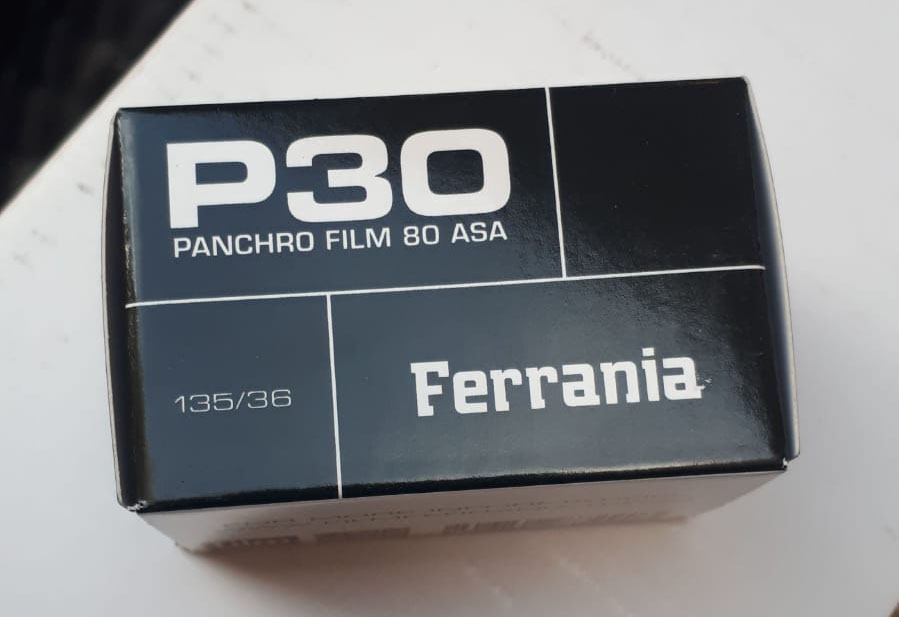 P30
PANCHRO FILM 80 ASA
135/36
Ferrania